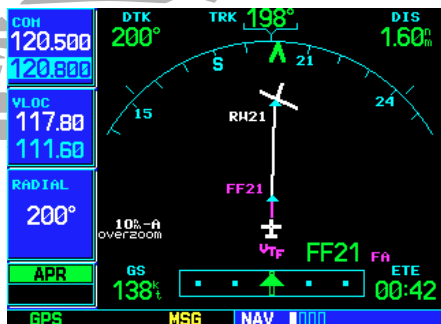 COM
120.500
120.800
VLOC
117.80
111.60
RADIAL
200°
APR
DTK
200°
TRK 198°
DIS
1.60nm
S
21
15
24
RW21
FF21
VTF
10nm-A
overzoom
FF21 FA
GS
138kt
ETE
00:42
GPS
MSG
NAV